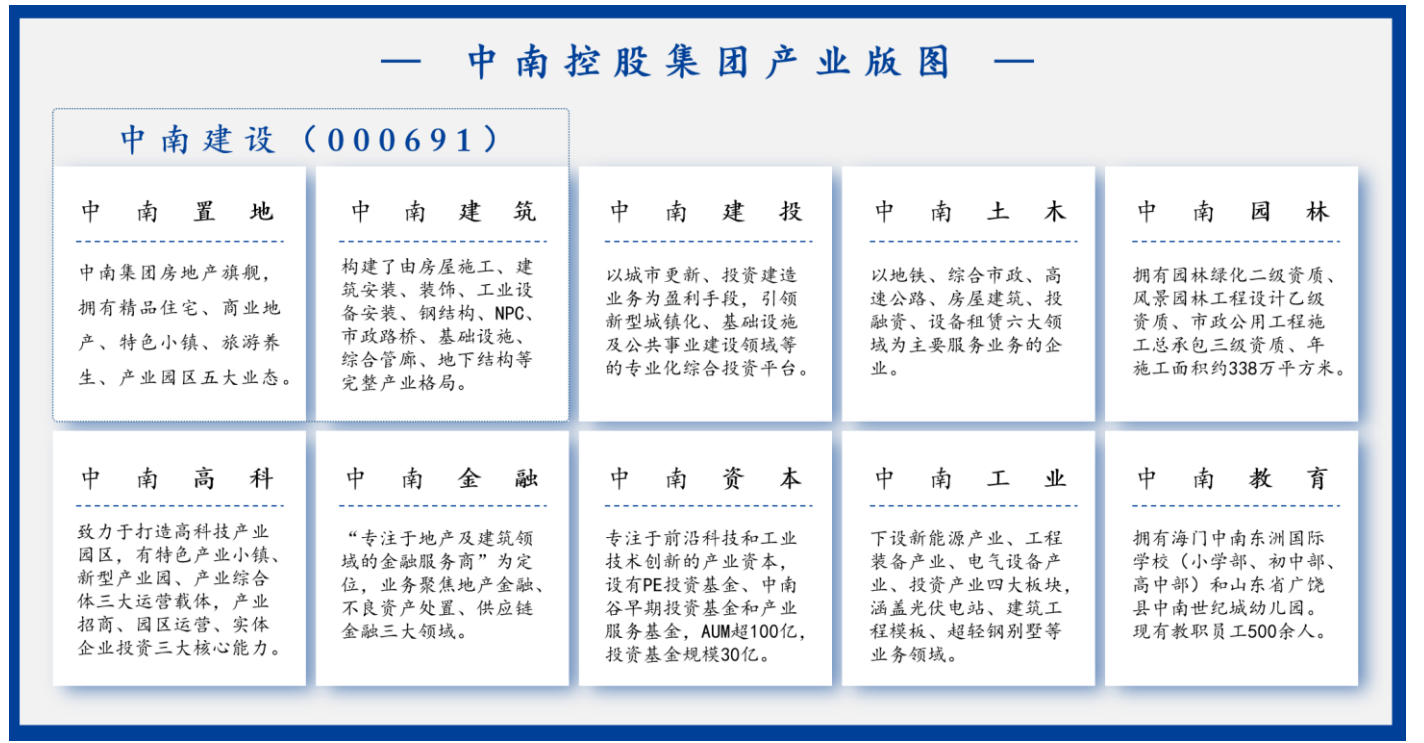 — 中南控股集团产业版图 —
中南建设（000691）
中南置地
中南集团房地产旗舰，
拥有精品住宅、商业地
产、特色小镇、旅游养
生、产业园区五大业态。
中南建筑
构建了由房屋施工、建
筑安装、装饰、工业设
备安装、钢结构、NPC、
市政路桥、基础设施、
综合管廊、地下结构等
完整产业格局。
中南建投
以城市更新、投资建造
业务为盈利手段，引领
新型城镇化、基础设施
及公共事业建设领域等
的专业化综合投资平台。
中南土木
以地铁、综合市政、高
速公路、房屋建筑、投
融资、设备租赁六大领
域为主要服务业务的企
业。
中南园林
拥有园林绿化二级资质、
风景园林工程设计乙级
资质、市政公用工程施
工总承包三级资质、年
施工面积约338万平方米。
中南高科
致力于打造高科技产业
园区，有特色产业小镇、
新型产业园、产业综合
体三大运营载体，产业
招商、园区运营、实体
企业投资三大核心能力。
中南金融
“专注于地产及建筑领
域的金融服务商”为定
位，业务聚焦地产金融、
不良资产处置、供应链
金融三大领域。
中南资本
专注于前沿科技和工业
技术创新的产业资本，
设有PE投资基金、中南
谷早期投资基金和产业
服务基金，AUM超100亿，
投资基金规模30亿。
中南工业
下设新能源产业、工程
装备产业、电气设备产
业、投资产业四大板块，
涵盖光伏电站、建筑工
程模板、超轻钢别墅等
业务领域。
中南教育
拥有海门中南东洲国际
学校（小学部、初中部、
高中部）和山东省广饶
县中南世纪城幼儿园。
现有教职员工500余人。